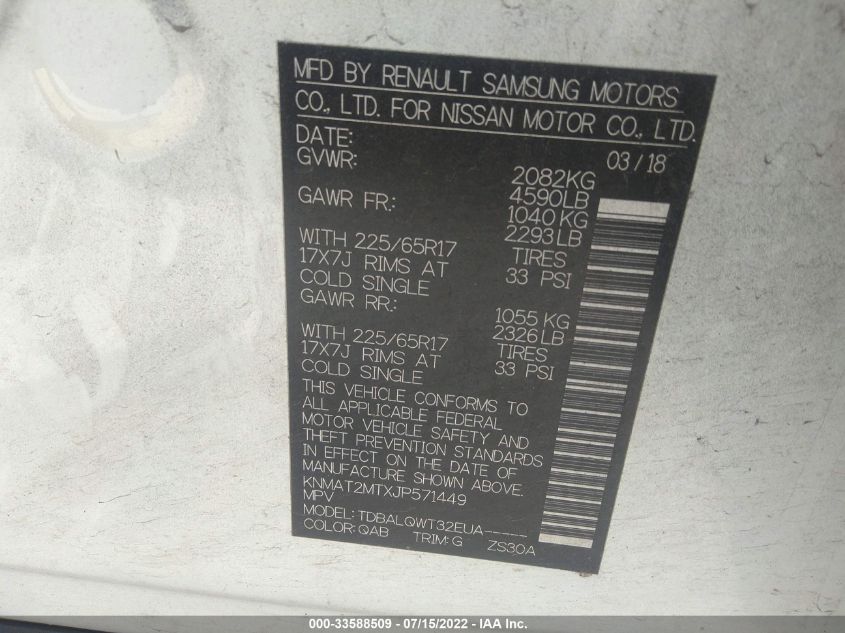 MFD BY RENAULT SAMSUNG MOTORS
CO., LTD. FOR NISSAN MOTOR CO., LTD.
DATE: 03/18
GVWR: 2082KG
4590LB
GAWR FR.: 1040KG
2293LB
WITH 225/65R17 TIRES
17X7J RIMS AT 33 PSI
COLD SINGLE
GAWR RR.: 1055KG
2326LB
WITH 225/65R17 TIRES
17X7J RIMS AT 33 PSI
COLD SINGLE
THIS VEHICLE CONFORMS TO
ALL APPLICABLE FEDERAL
MOTOR VEHICLE SAFETY AND
THEFT PREVENTION STANDARDS
IN EFFECT ON THE DATE OF
MANUFACTURE SHOWN ABOVE.
KNMAT2MTXJP571449
MPV
MODEL: TDBALQWT32EUA-----
COLOR: QAB TRIM: G ZS30A
000-33588509 - 07/15/2022 - IAA Inc.